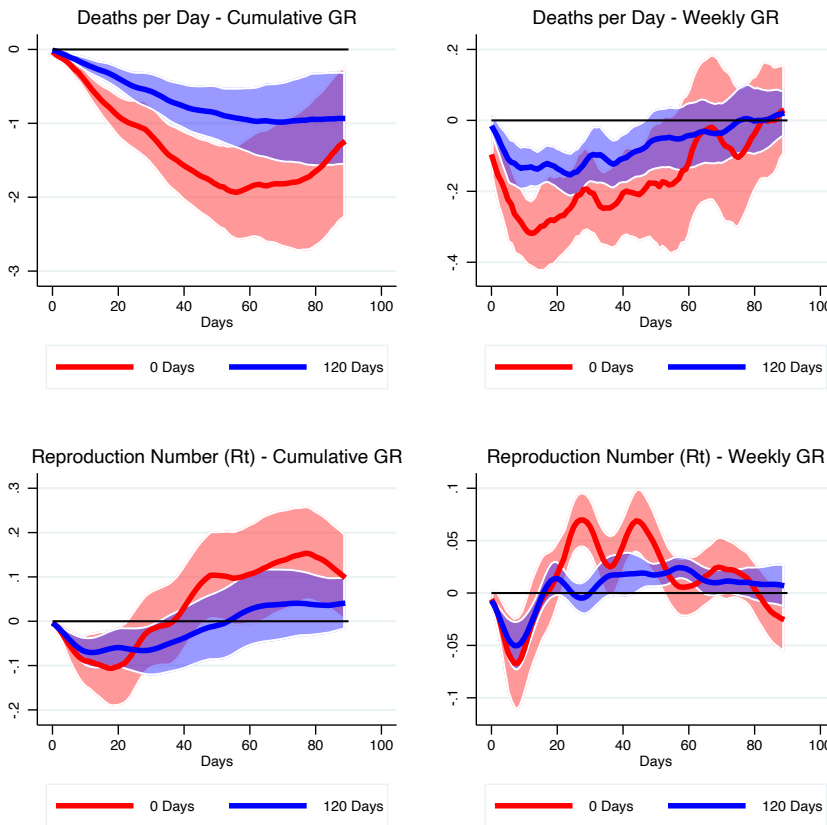 Deaths per Day - Cumulative GR
0
-1
-2
-3
0 20 40 60 80 100
Days
0 Days 120 Days
Deaths per Day - Weekly GR
.2
0
-.2
-.4
0 20 40 60 80 100
Days
0 Days 120 Days
Reproduction Number (Rt) - Cumulative GR
.3
.2
.1
0
-.1
-.2
0 20 40 60 80 100
Days
0 Days 120 Days
Reproduction Number (Rt) - Weekly GR
.1
.05
0
-.05
-.1
0 20 40 60 80 100
Days
0 Days 120 Days